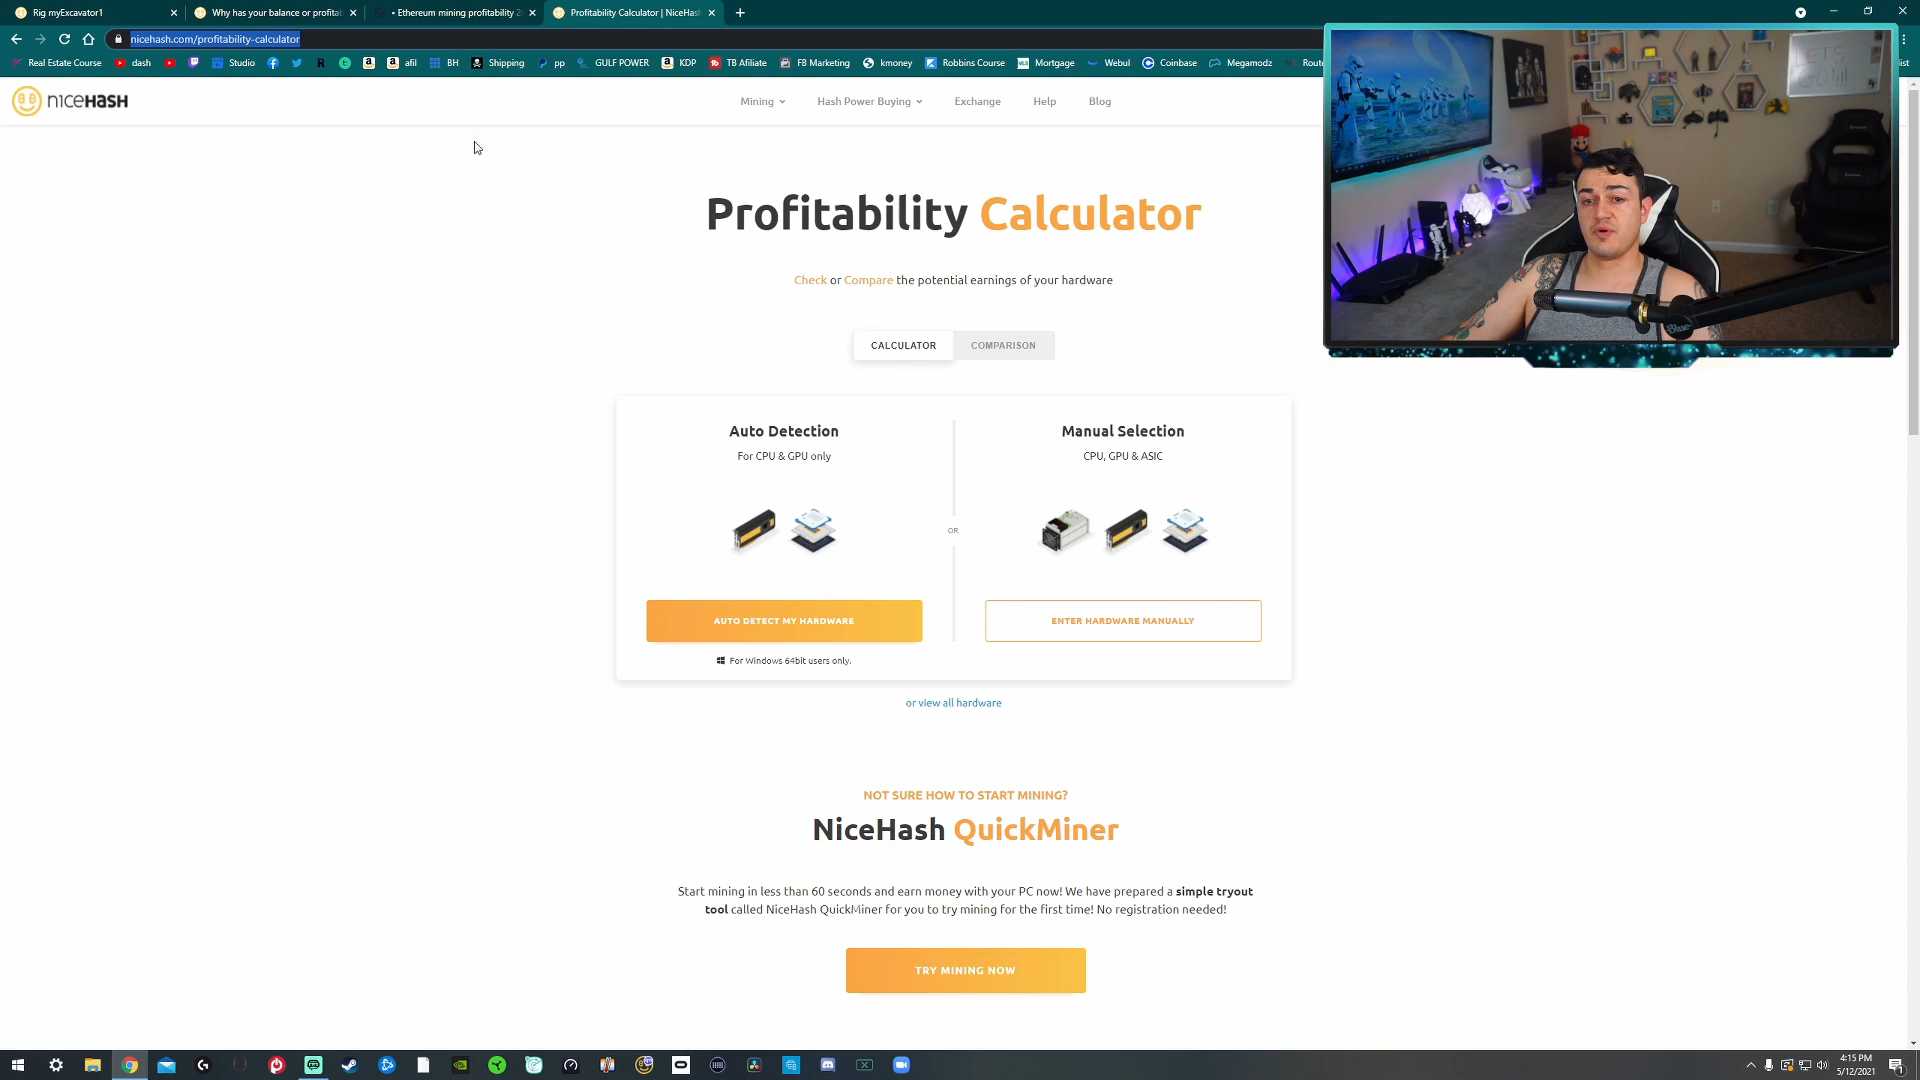 Rig myExcavator1
Why has your balance or profitab
• Ethereum mining profitability 2
Profitability Calculator | NiceHash
nicehash.com/profitability-calculator
Real Estate Course
dash
Studio
afil
BH
Shipping
pp
GULF POWER
KDP
TB Afiliate
FB Marketing
kmoney
Robbins Course
Mortgage
Webul
Coinbase
Megamodz
Route
list
NICEHASH
Mining
Hash Power Buying
Exchange
Help
Blog
LETS
GO!!!!
Profitability Calculator
Check or Compare the potential earnings of your hardware
CALCULATOR
COMPARISON
Auto Detection
For CPU & GPU only
AUTO DETECT MY HARDWARE
For Windows 64bit users only.
OR
Manual Selection
CPU, GPU & ASIC
ENTER HARDWARE MANUALLY
or view all hardware
NOT SURE HOW TO START MINING?
NiceHash QuickMiner
Start mining in less than 60 seconds and earn money with your PC now! We have prepared a simple tryout
tool called NiceHash QuickMiner for you to try mining for the first time! No registration needed!
TRY MINING NOW
4:15 PM
5/12/2021